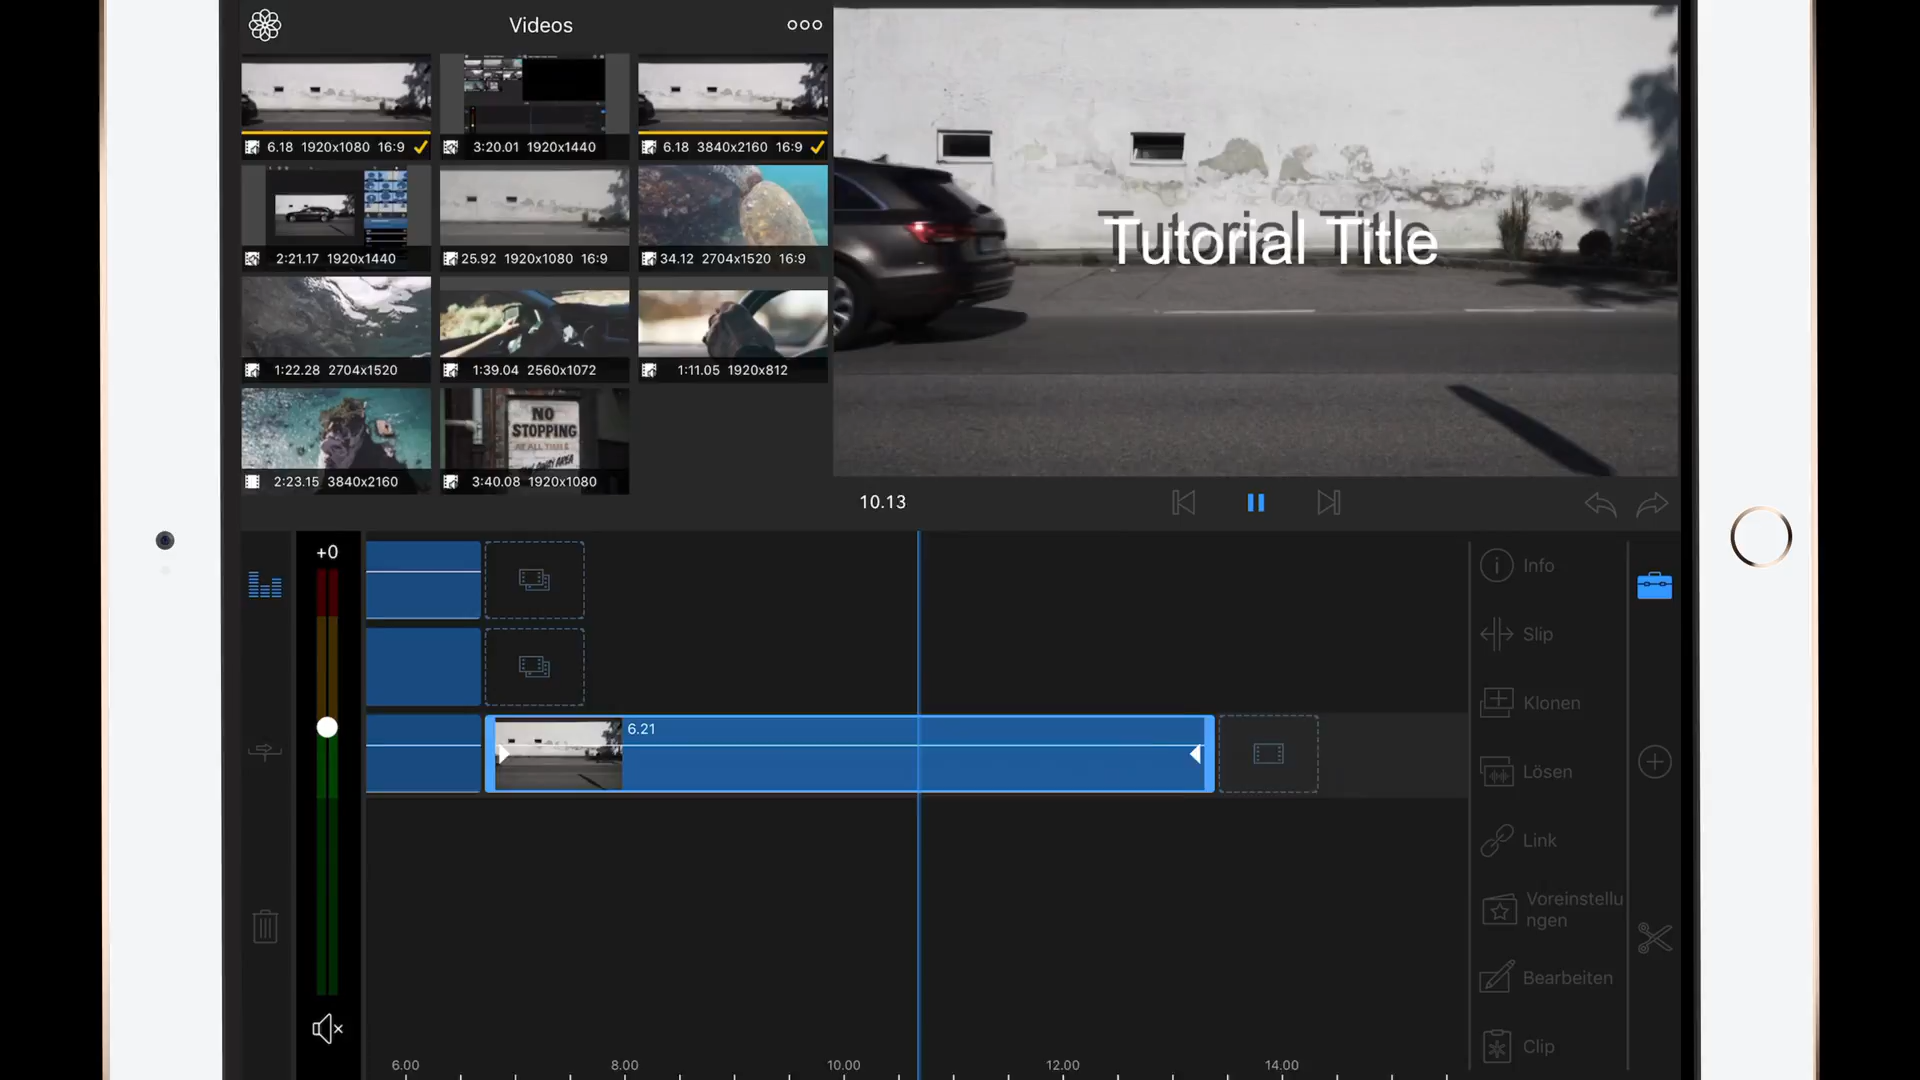 Videos
6.18 1920x1080 16:9
3:20.01 1920x1440
6.18 3840x2160 16:9
2:21.17 1920x1440
25.92 1920x1080 16:9
34.12 2704x1520 16:9
1:22.28 2704x1520
1:39.04 2560x1072
1:11.05 1920x812
2:23.15 3840x2160
NO
STOPPING
AT ALL TIMES
3:40.08 1920x1080
Tutorial Title
10.13
+0
6.21
Info
Slip
Klonen
Lösen
Link
Voreinstellu
ngen
Bearbeiten
Clip
6.00 8.00 10.00 12.00 14.00